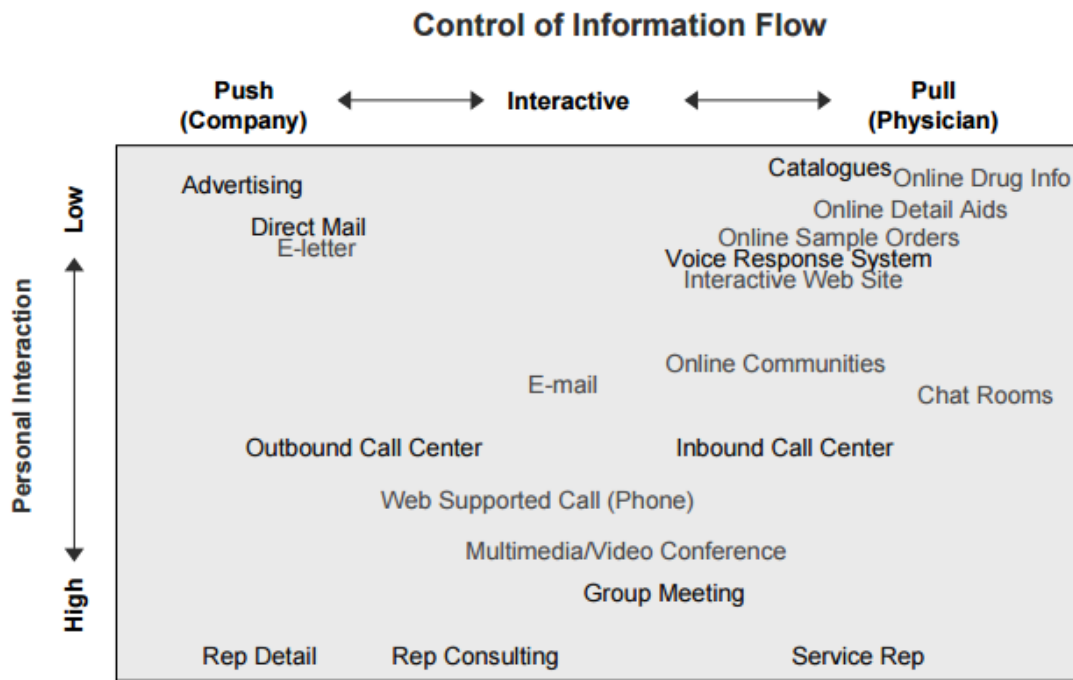 Control of Information Flow
Push
(Company)
Interactive
Pull
(Physician)
Personal Interaction
Low
High
Advertising
Catalogues
Online Drug Info
Direct Mail
Online Detail Aids
E-letter
Online Sample Orders
Voice Response System
Interactive Web Site
Online Communities
E-mail
Chat Rooms
Outbound Call Center
Inbound Call Center
Web Supported Call (Phone)
Multimedia/Video Conference
Group Meeting
Rep Detail
Rep Consulting
Service Rep